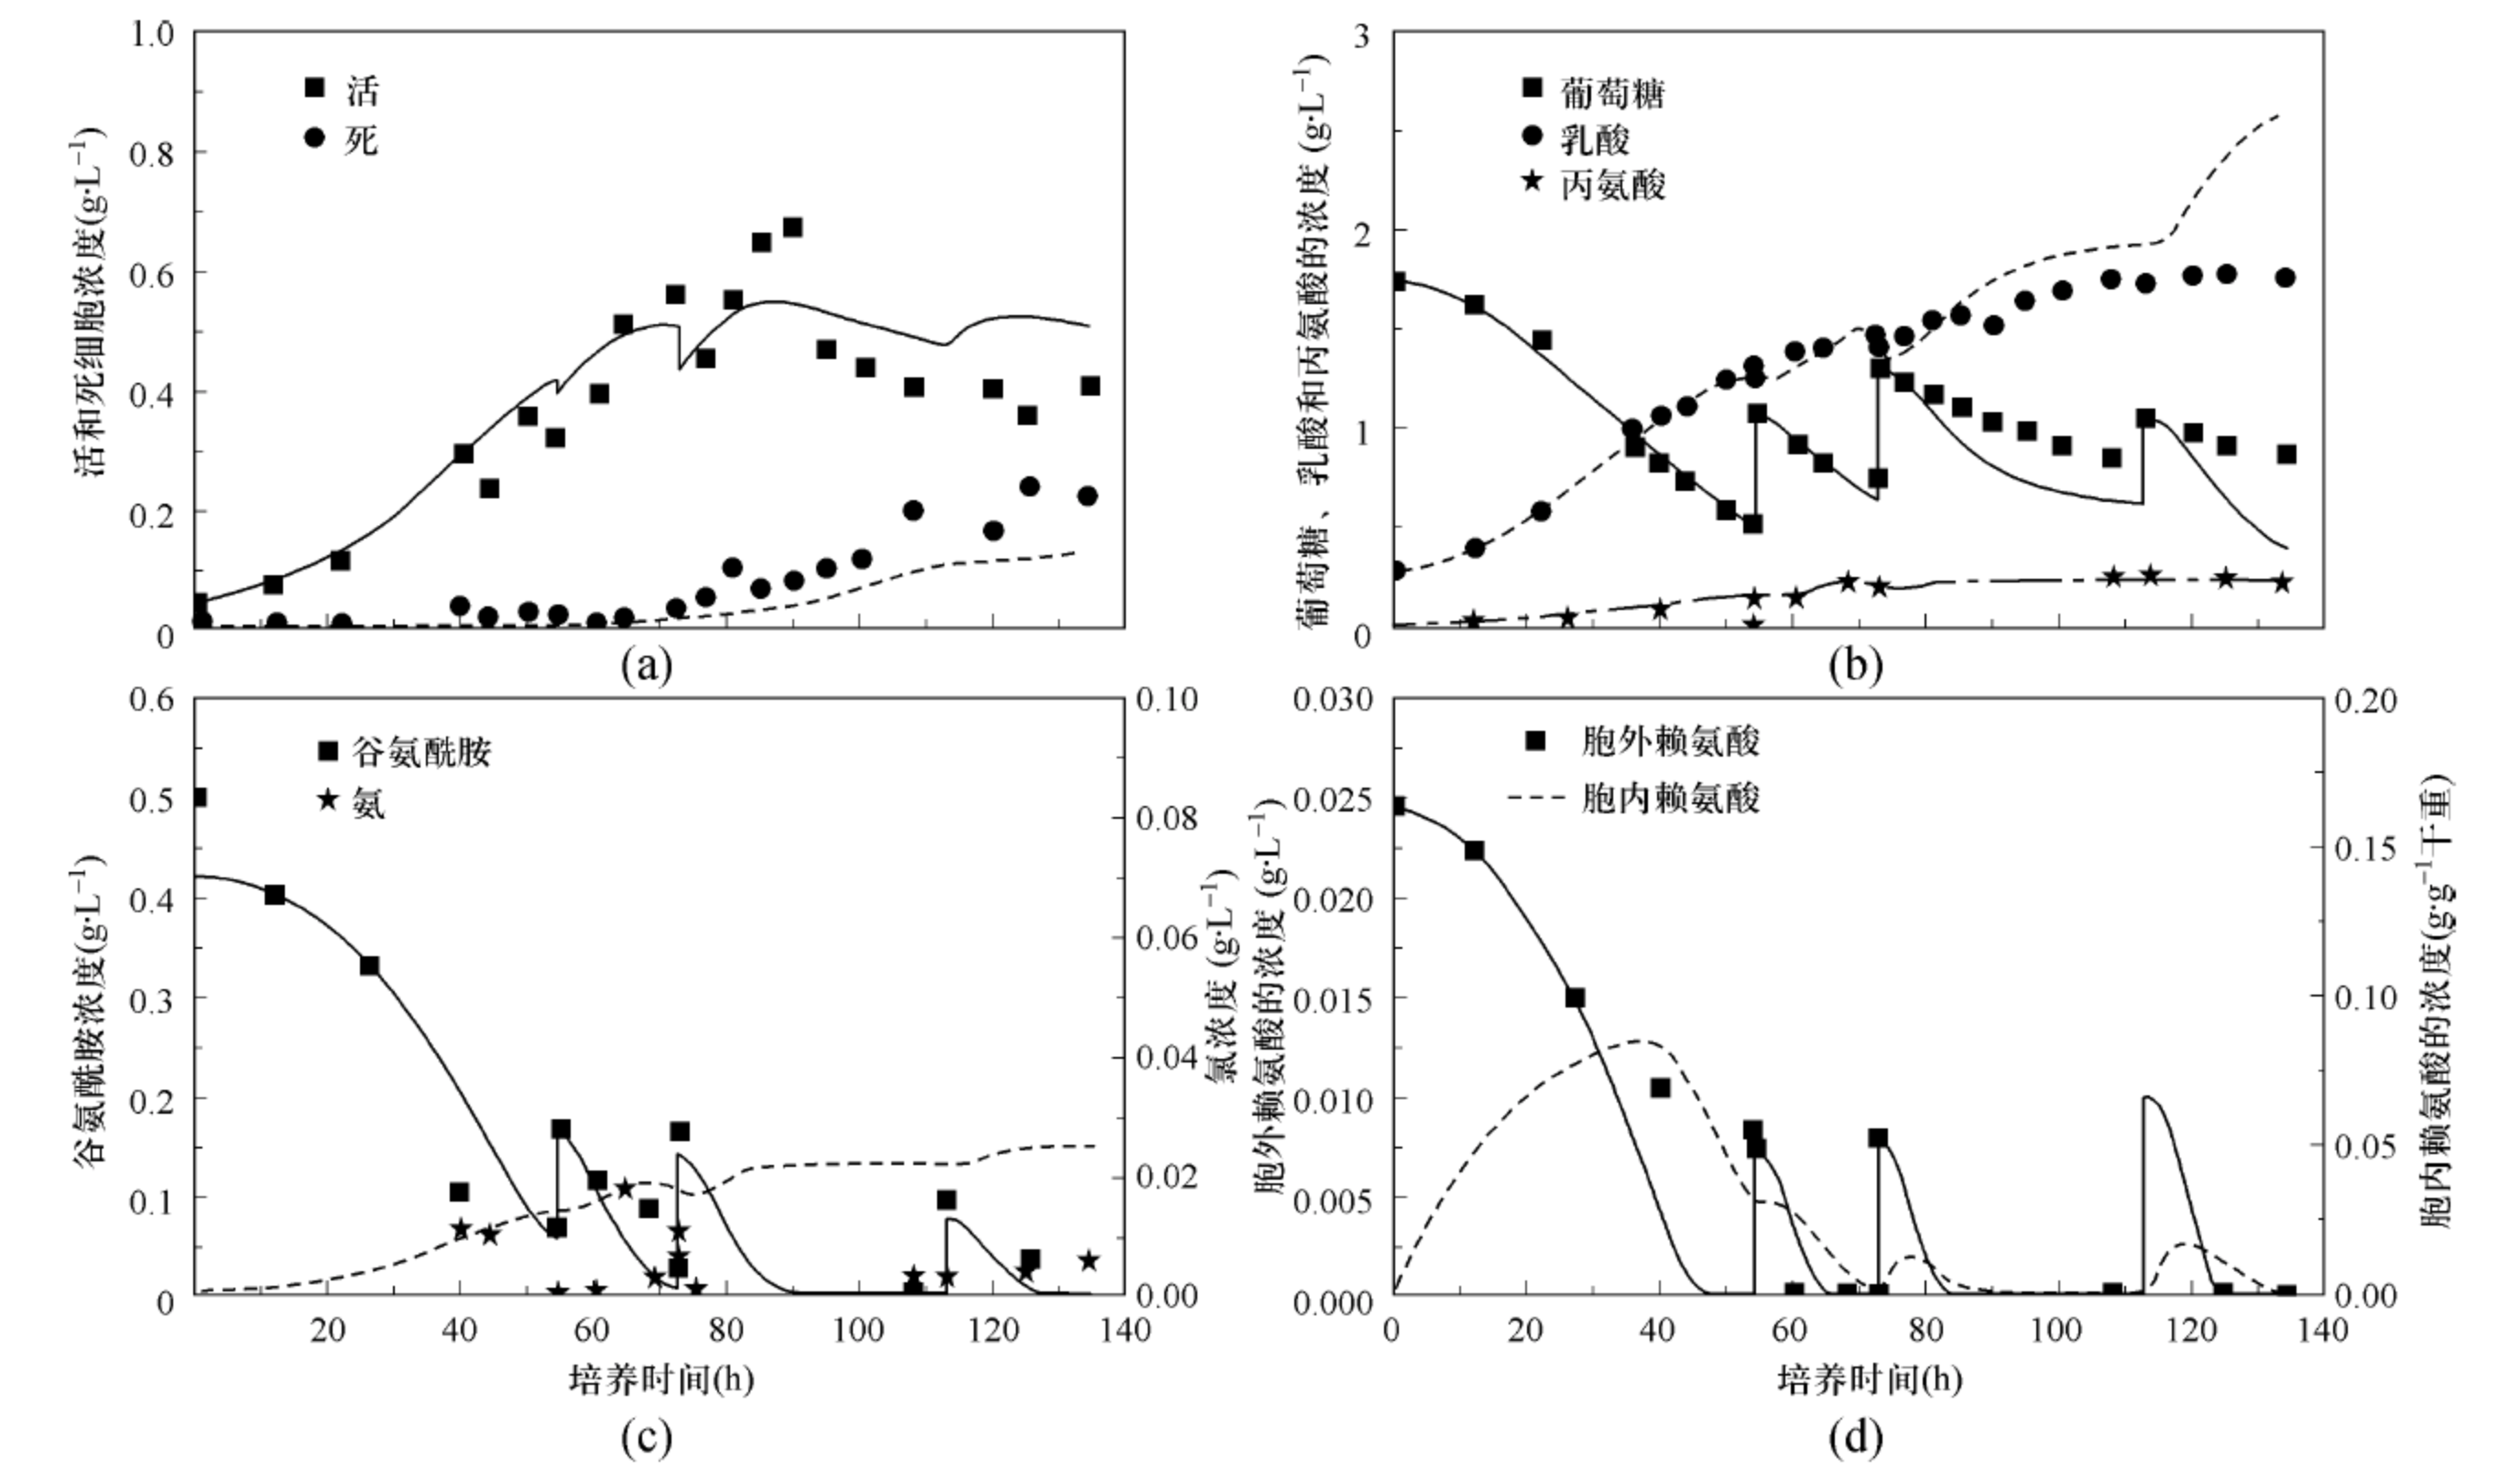 活和死细胞浓度(g·L⁻¹)
1.0
0.8
0.6
0.4
0.2
0
活
死
(a)
葡萄糖、乳酸和丙氨酸的浓度 (g·L⁻¹)
3
2
1
0
葡萄糖
乳酸
丙氨酸
(b)
谷氨酰胺浓度(g·L⁻¹)
0.6
0.5
0.4
0.3
0.2
0.1
0
谷氨酰胺
氨
0.10
0.08
0.06
0.04
0.02
0.00
氯浓度 (g·L⁻¹)
20 40 60 80 100 120 140
培养时间(h)
(c)
胞外赖氨酸的浓度 (g·L⁻¹)
0.030
0.025
0.020
0.015
0.010
0.005
0.000
胞外赖氨酸
胞内赖氨酸
0.20
0.15
0.10
0.05
0.00
胞内赖氨酸的浓度(g·g⁻¹干重)
0 20 40 60 80 100 120 140
培养时间(h)
(d)